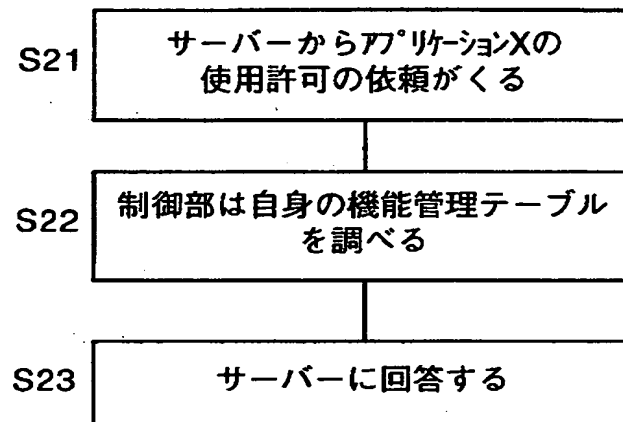 S21
サーバーからｱﾌﾟﾘｹｰｼｮﾝXの
使用許可の依頼がくる
S22
制御部は自身の機能管理テーブル
を調べる
S23
サーバーに回答する